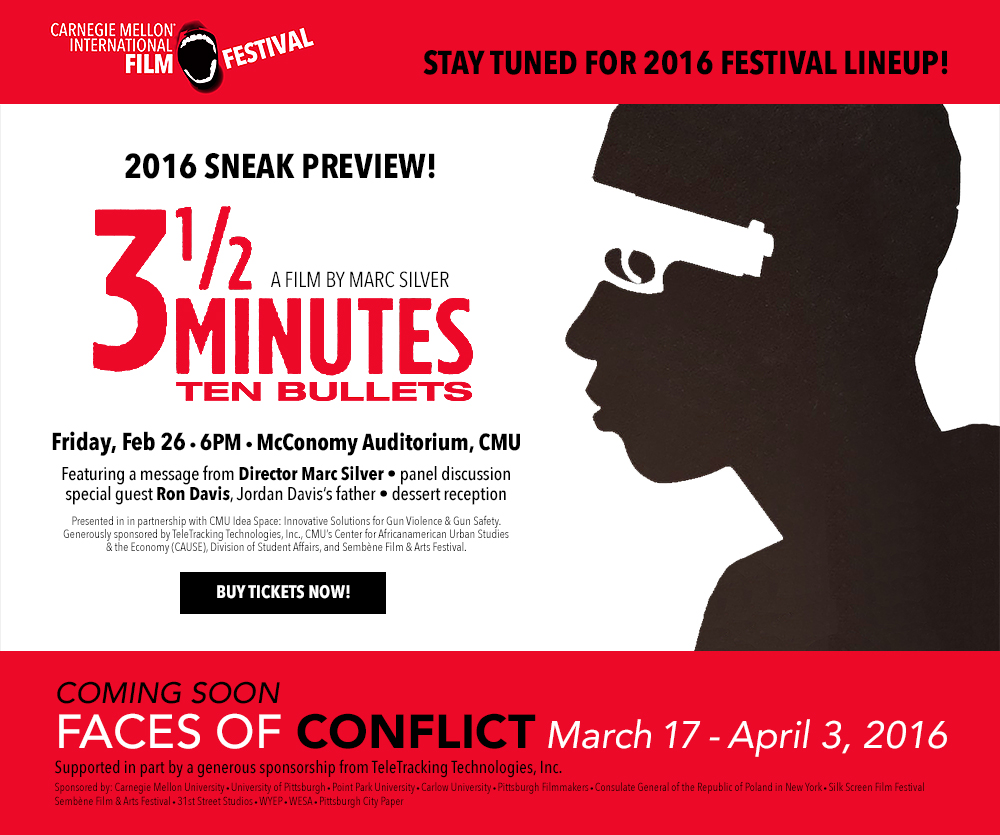 CARNEGIE MELLON®
INTERNATIONAL
FILM FESTIVAL
STAY TUNED FOR 2016 FESTIVAL LINEUP!
2016 SNEAK PREVIEW!
3 1/2
A FILM BY MARC SILVER
MINUTES
TEN BULLETS
Friday, Feb 26 • 6PM • McConomy Auditorium, CMU
Featuring a message from Director Marc Silver • panel discussion
special guest Ron Davis, Jordan Davis's father • dessert reception
Presented in in partnership with CMU Idea Space: Innovative Solutions for Gun Violence & Gun Safety.
Generously sponsored by TeleTracking Technologies, Inc., CMU's Center for Africanamerican Urban Studies
& the Economy (CAUSE), Division of Student Affairs, and Sembène Film & Arts Festival.
BUY TICKETS NOW!
COMING SOON
FACES OF CONFLICT March 17 - April 3, 2016
Supported in part by a generous sponsorship from TeleTracking Technologies, Inc.
Sponsored by: Carnegie Mellon University • University of Pittsburgh • Point Park University • Carlow University • Pittsburgh Filmmakers • Consulate General of the Republic of Poland in New York • Silk Screen Film Festival
Sembène Film & Arts Festival • 31st Street Studios • WYEP • WESA • Pittsburgh City Paper